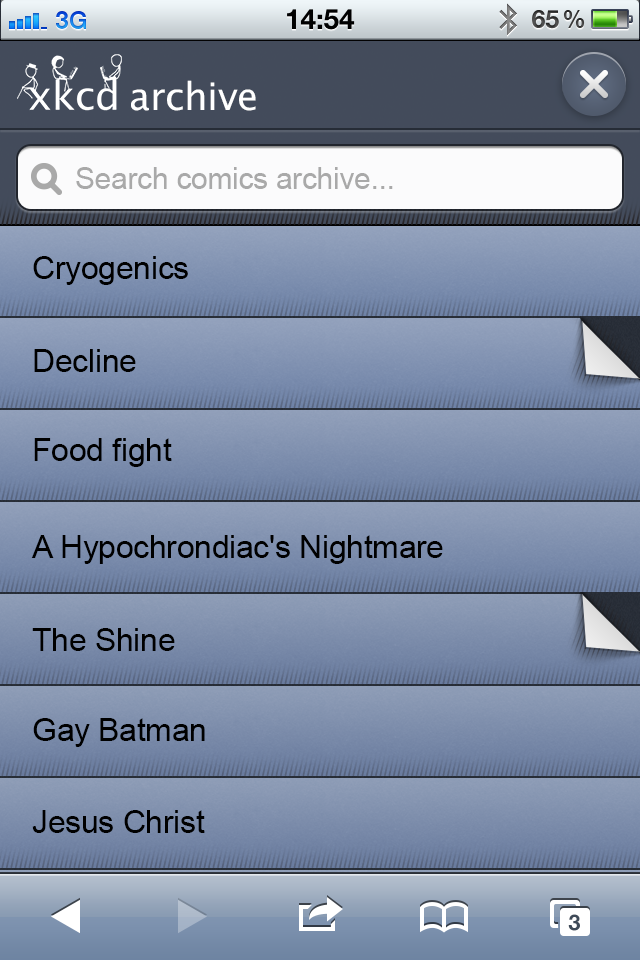 3G 14:54 65 %
xkcd archive
Search comics archive...
Cryogenics
Decline
Food fight
A Hypochrondiac's Nightmare
The Shine
Gay Batman
Jesus Christ
3